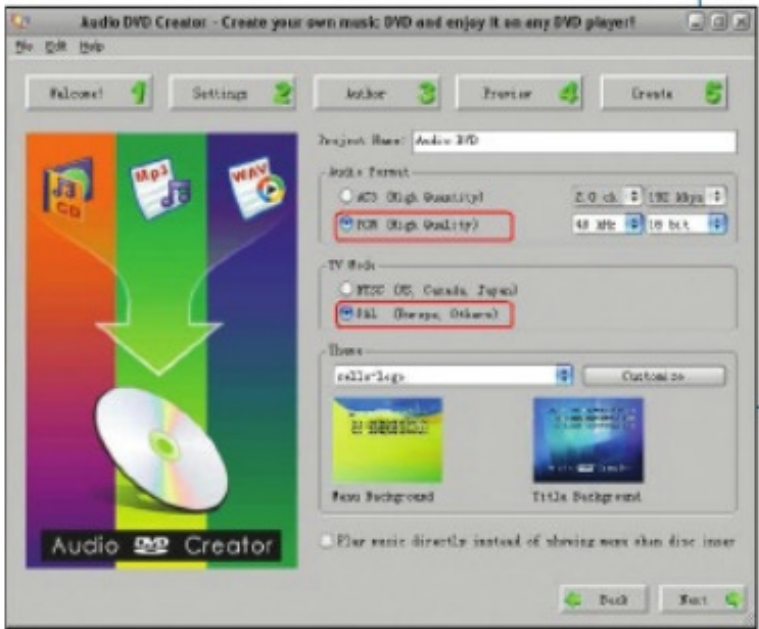 Audio DVD Creator - Create your own music DVD and enjoy it on any DVD player!
File Edit Help
Welcome! 1 Settings 2 Author 3 Preview 4 Create 5
Project Name: Audio DVD
Audio Format
AC3 (High Quantity) 2.0 ch 192 kbps
PCM (High Quality) 48 kHz 16 bit
TV Mode
NTSC (US, Canada, Japan)
PAL (Europe, Others)
Theme
Customize
CD Mp3 WAV
Menu Background Title Background
Audio DVD Creator
Play music directly instead of showing menu when disc inser
Back Next